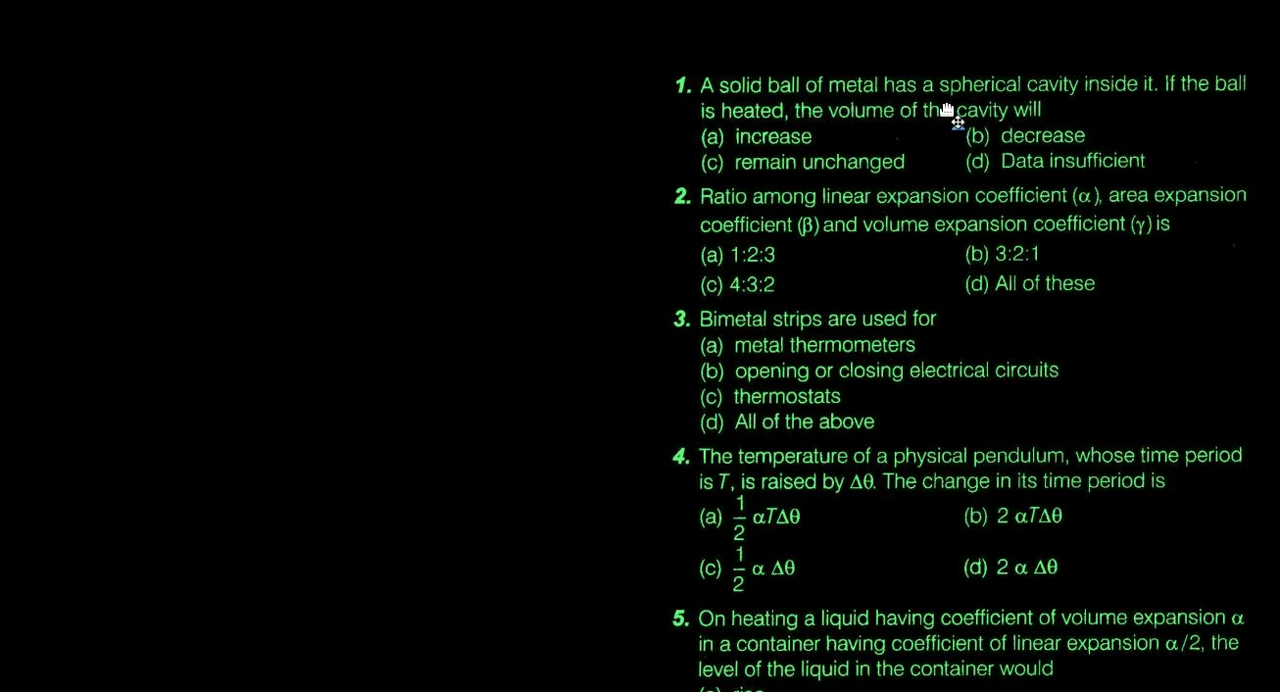 1. A solid ball of metal has a spherical cavity inside it. If the ball
is heated, the volume of the cavity will
(a) increase (b) decrease
(c) remain unchanged (d) Data insufficient
2. Ratio among linear expansion coefficient (α), area expansion
coefficient (β) and volume expansion coefficient (γ) is
(a) 1:2:3 (b) 3:2:1
(c) 4:3:2 (d) All of these
3. Bimetal strips are used for
(a) metal thermometers
(b) opening or closing electrical circuits
(c) thermostats
(d) All of the above
4. The temperature of a physical pendulum, whose time period
is T, is raised by Δθ. The change in its time period is
(a) 1/2 αTΔθ (b) 2 αTΔθ
(c) 1/2 α Δθ (d) 2 α Δθ
5. On heating a liquid having coefficient of volume expansion α
in a container having coefficient of linear expansion α/2, the
level of the liquid in the container would